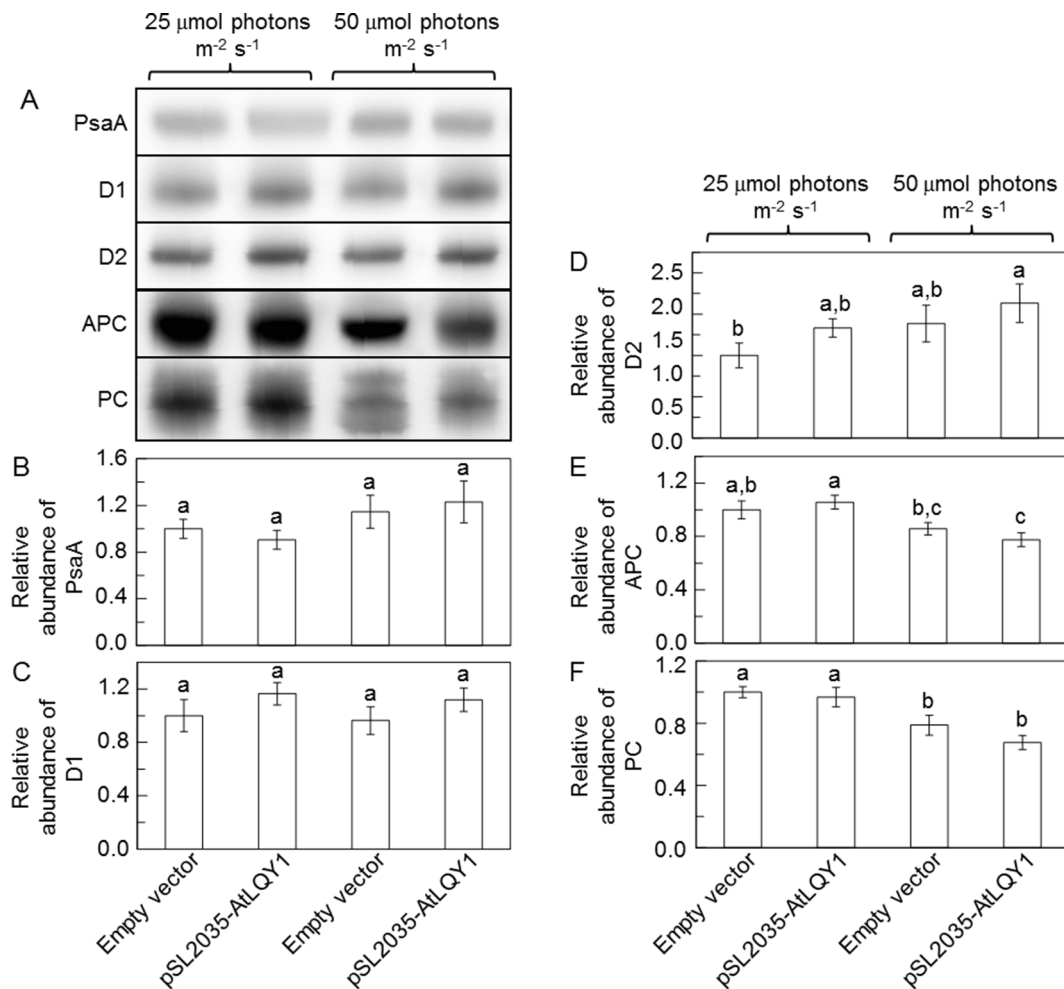 25 μmol photons
m⁻² s⁻¹
50 μmol photons
m⁻² s⁻¹
A
PsaA
D1
D2
APC
PC
B
Relative
abundance of
PsaA
1.6
1.2
0.8
0.4
0.0
a
a
a
a
C
Relative
abundance of
D1
1.2
0.8
0.4
0.0
a
a
a
a
Empty vector
pSL2035-AtLQY1
Empty vector
pSL2035-AtLQY1
25 μmol photons
m⁻² s⁻¹
50 μmol photons
m⁻² s⁻¹
D
Relative
abundance of
D2
2.5
2.0
1.5
1.0
0.5
0.0
b
a,b
a,b
a
E
Relative
abundance of
APC
1.2
0.8
0.4
0.0
a,b
a
b,c
c
F
Relative
abundance of
PC
1.2
0.8
0.4
0.0
a
a
b
b
Empty vector
pSL2035-AtLQY1
Empty vector
pSL2035-AtLQY1